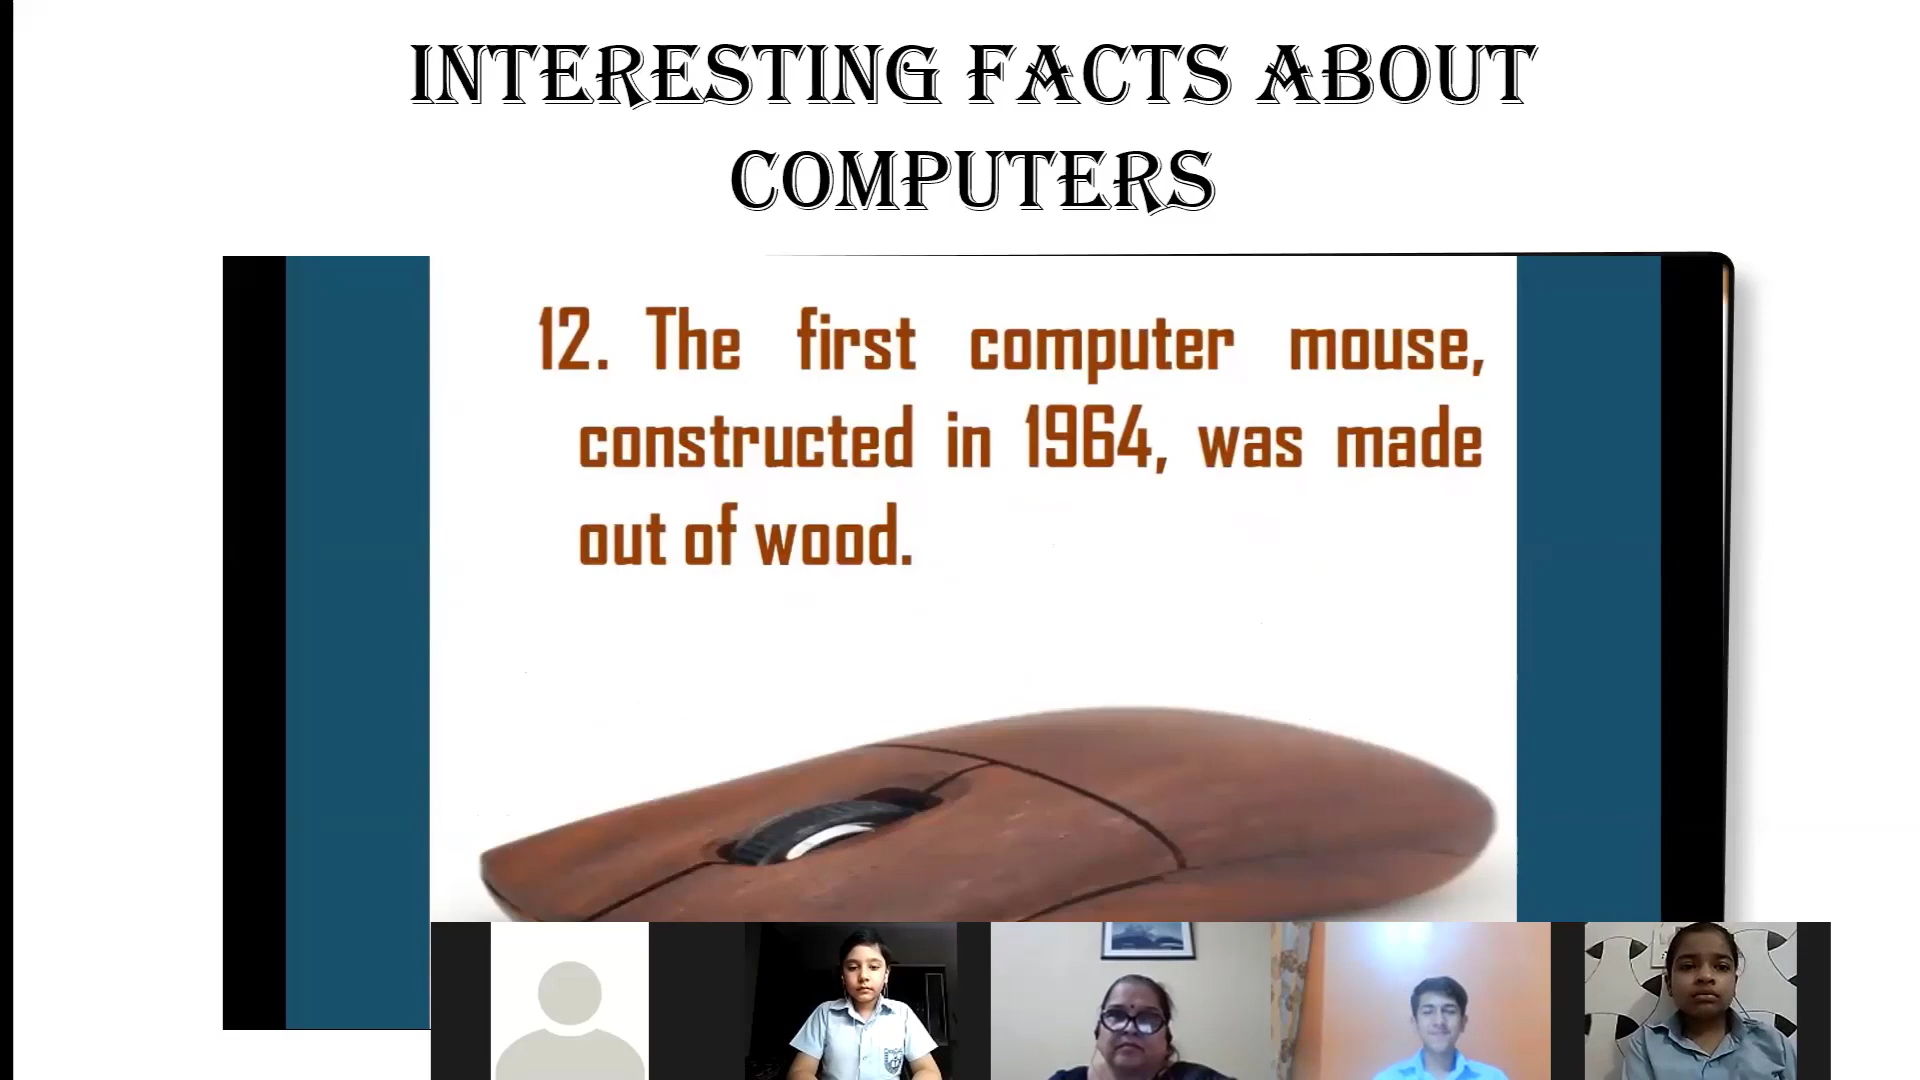 INTERESTING FACTS ABOUT
COMPUTERS
12. The first computer mouse,
constructed in 1964, was made
out of wood.